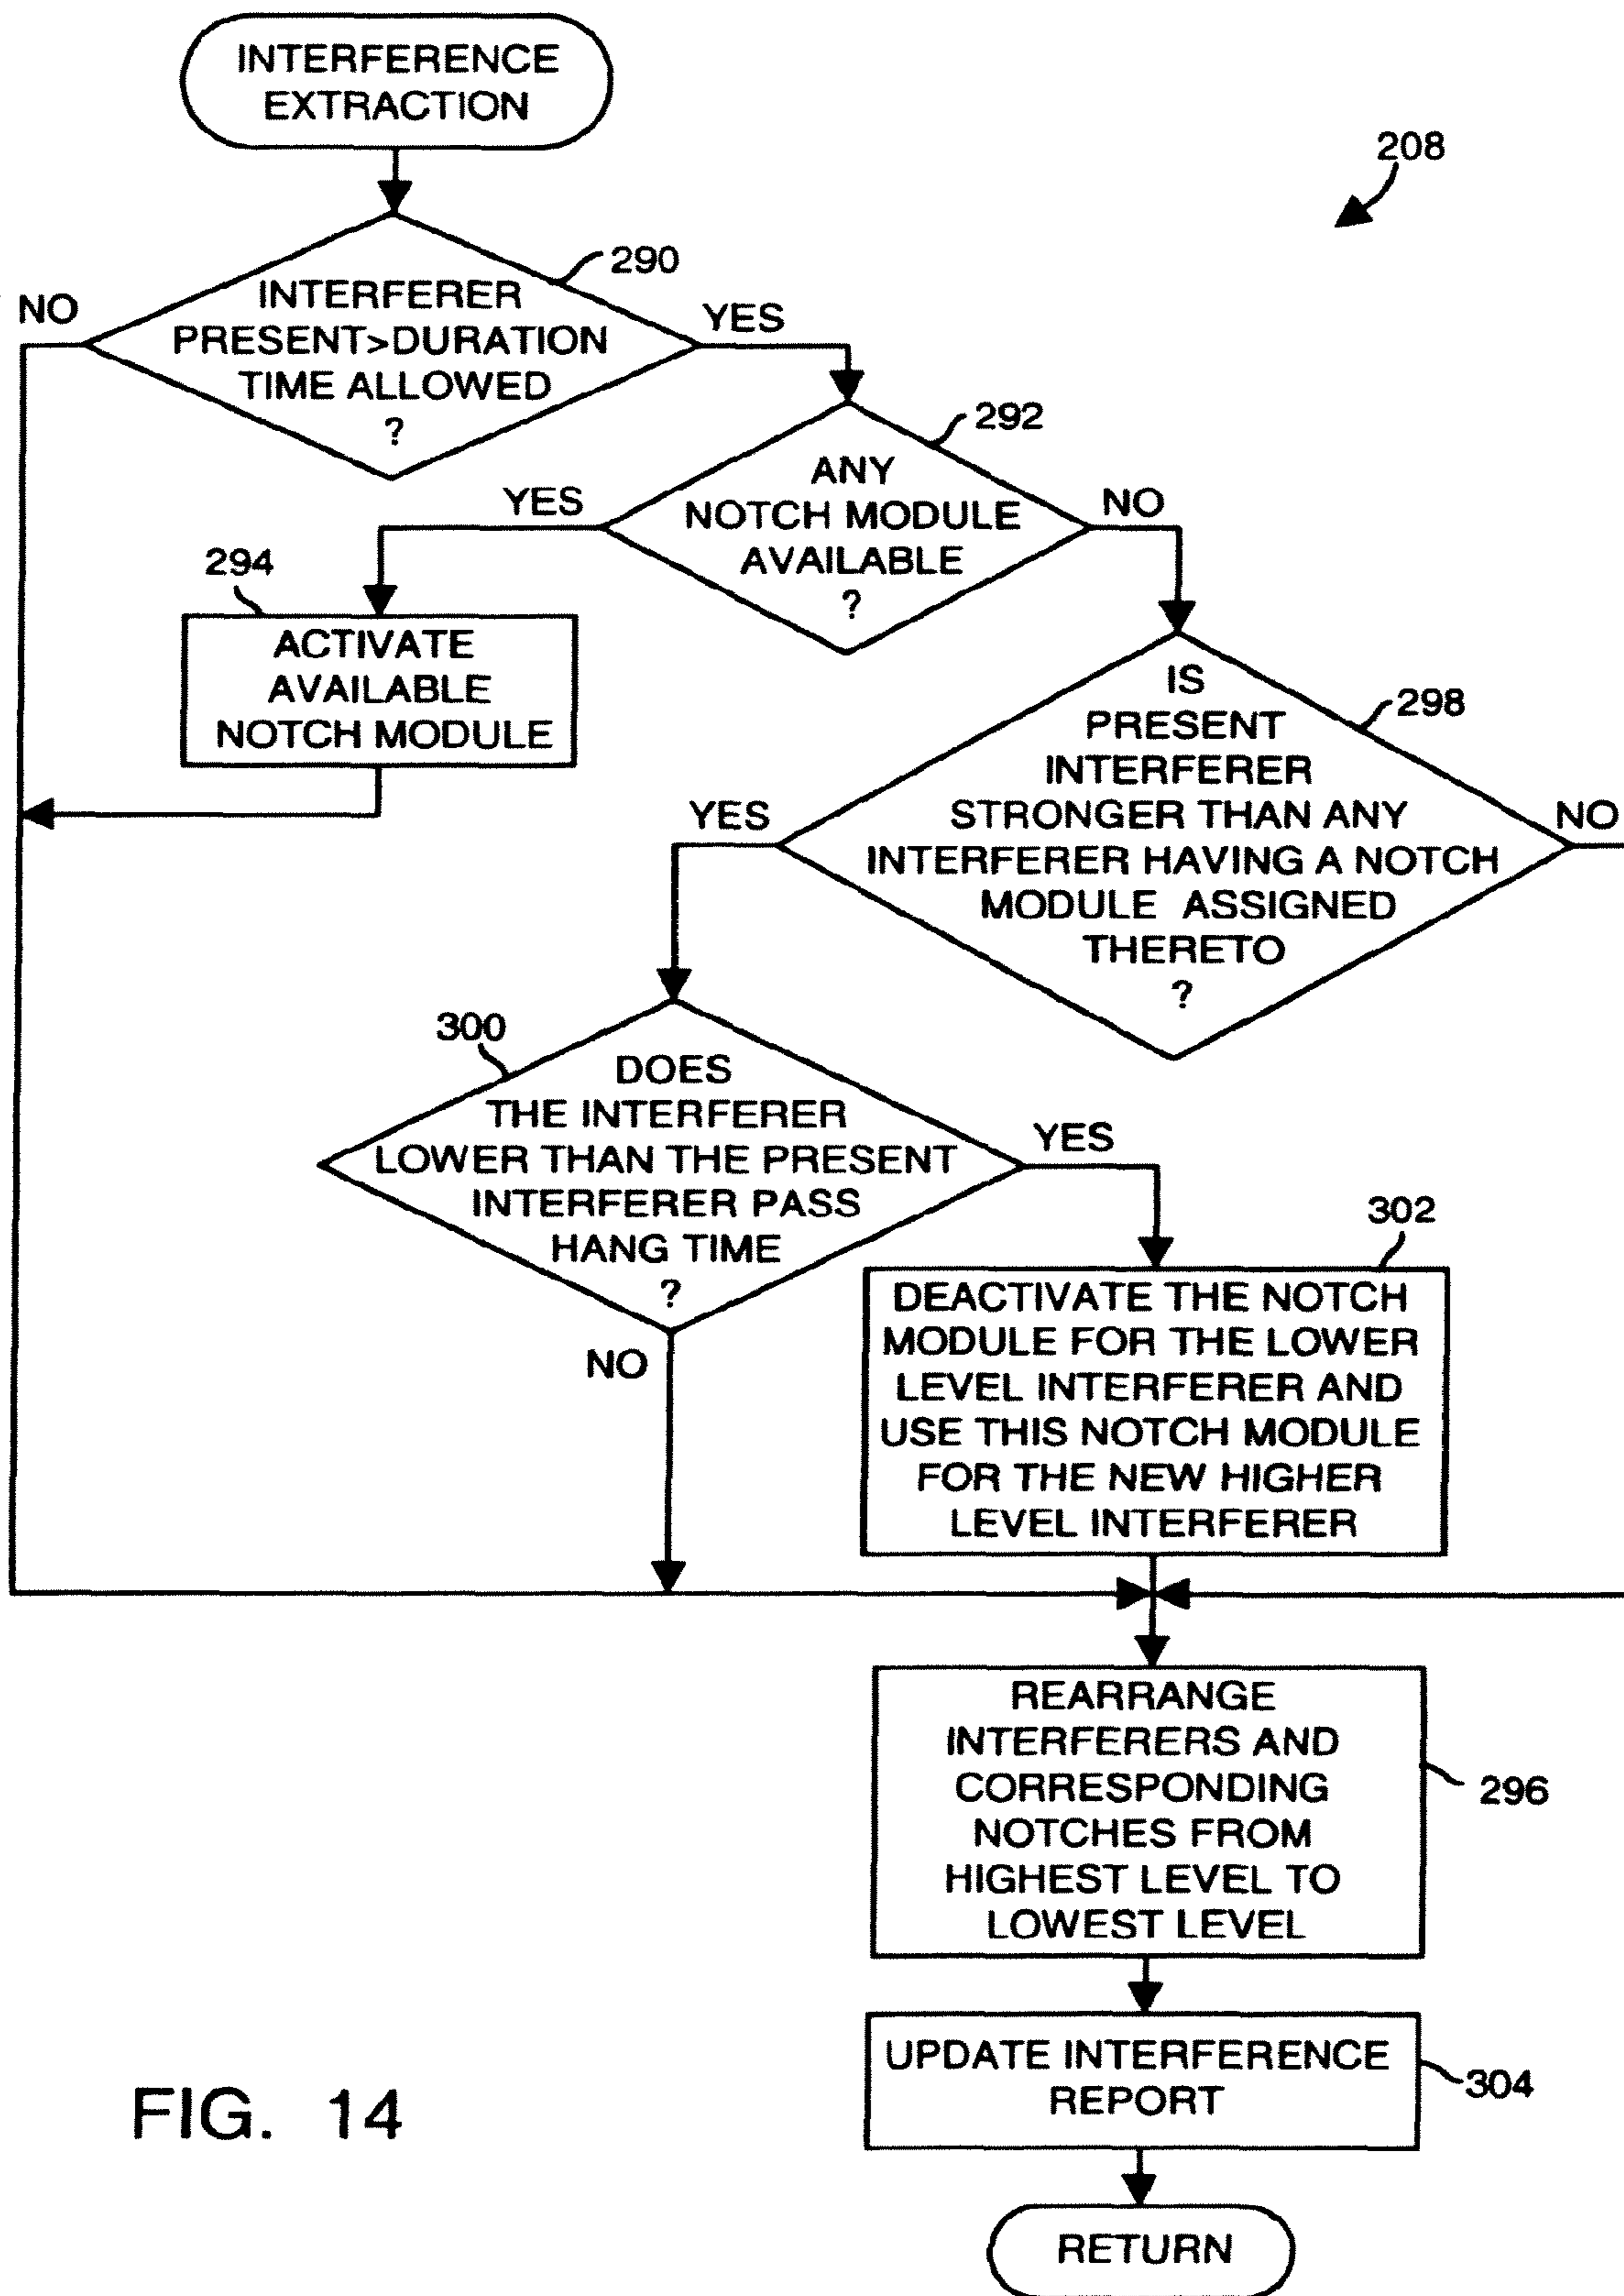 INTERFERENCE
EXTRACTION
208
290
NO
INTERFERER
PRESENT>DURATION
TIME ALLOWED
?
YES
292
ANY
NOTCH MODULE
AVAILABLE
?
YES
NO
294
ACTIVATE
AVAILABLE
NOTCH MODULE
298
IS
PRESENT
INTERFERER
STRONGER THAN ANY
INTERFERER HAVING A NOTCH
MODULE ASSIGNED
THERETO
?
YES
NO
300
DOES
THE INTERFERER
LOWER THAN THE PRESENT
INTERFERER PASS
HANG TIME
?
YES
NO
302
DEACTIVATE THE NOTCH
MODULE FOR THE LOWER
LEVEL INTERFERER AND
USE THIS NOTCH MODULE
FOR THE NEW HIGHER
LEVEL INTERFERER
REARRANGE
INTERFERERS AND
CORRESPONDING
NOTCHES FROM
HIGHEST LEVEL TO
LOWEST LEVEL
296
UPDATE INTERFERENCE
REPORT
304
RETURN
FIG. 14